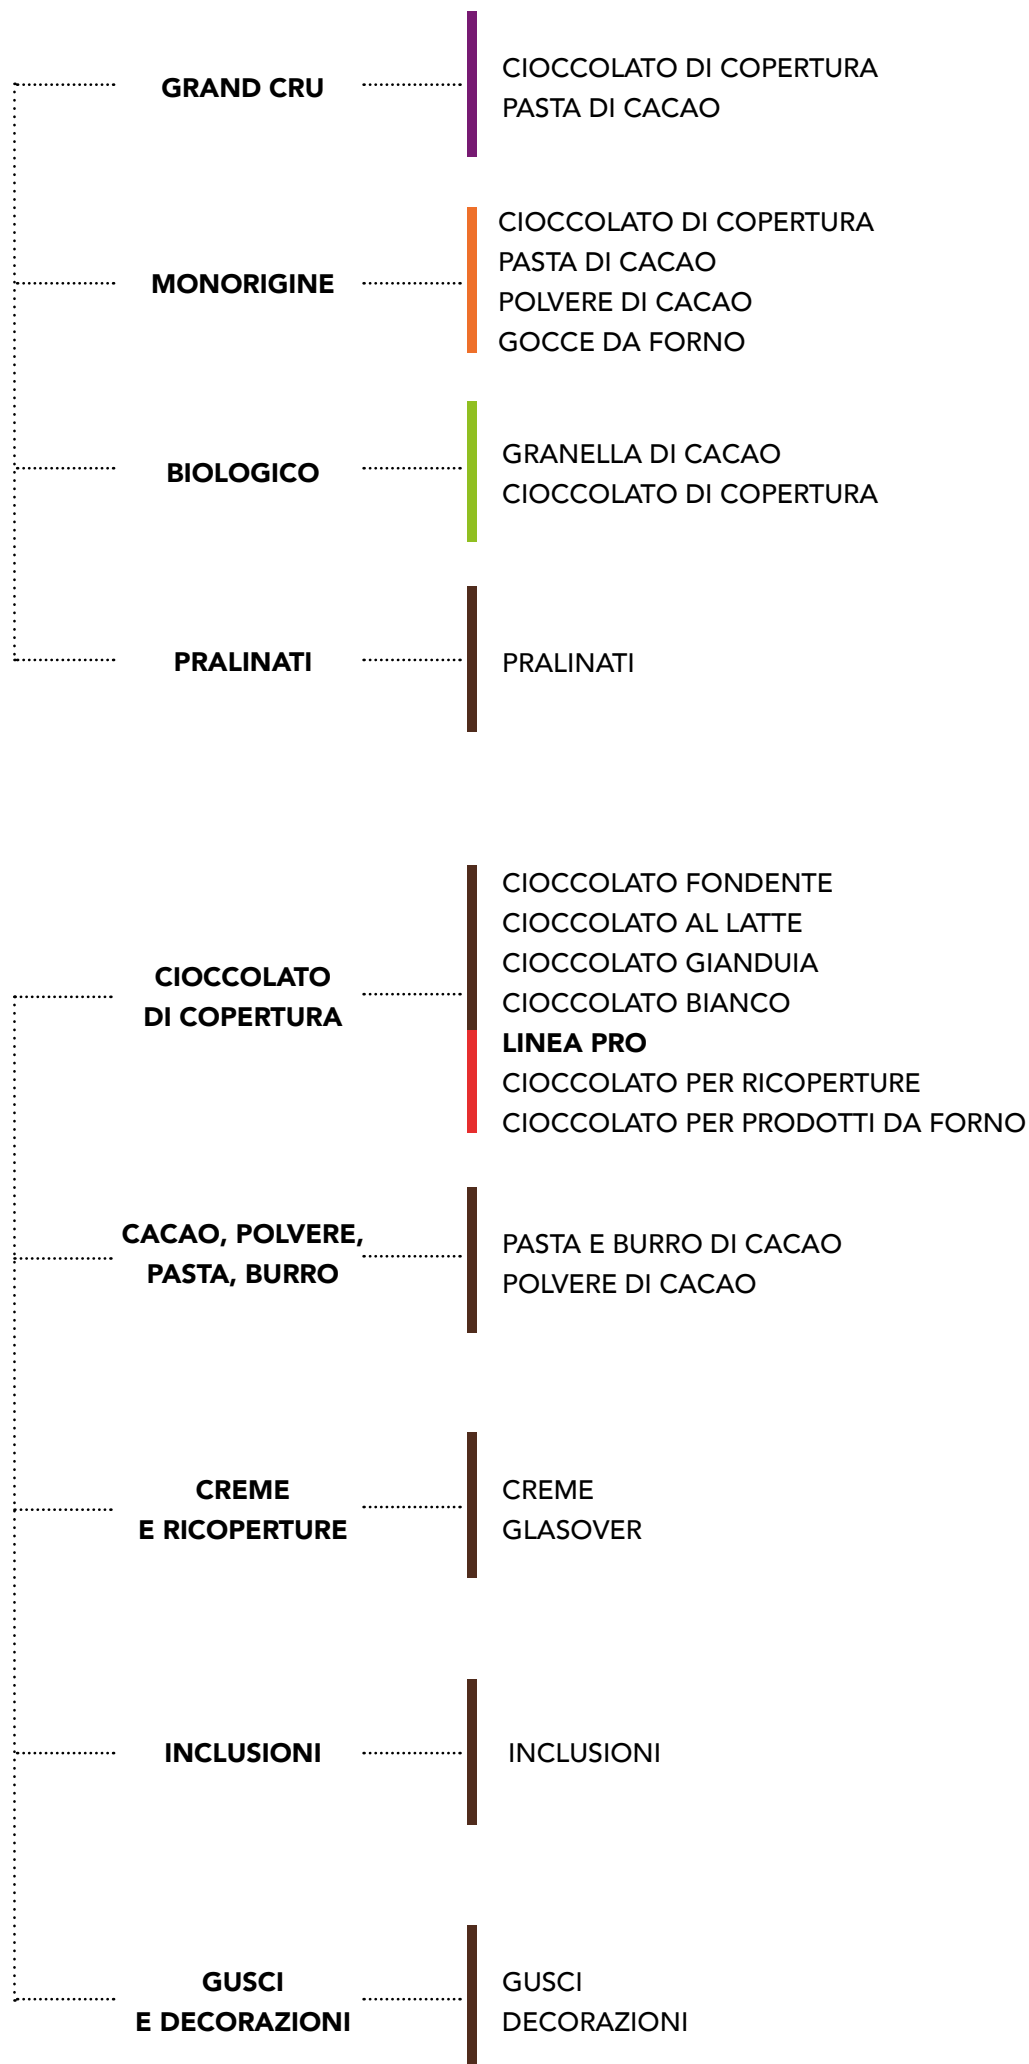 GRAND CRU
CIOCCOLATO DI COPERTURA
PASTA DI CACAO
MONORIGINE
CIOCCOLATO DI COPERTURA
PASTA DI CACAO
POLVERE DI CACAO
GOCCE DA FORNO
BIOLOGICO
GRANELLA DI CACAO
CIOCCOLATO DI COPERTURA
PRALINATI
PRALINATI
CIOCCOLATO
DI COPERTURA
CIOCCOLATO FONDENTE
CIOCCOLATO AL LATTE
CIOCCOLATO GIANDUIA
CIOCCOLATO BIANCO
LINEA PRO
CIOCCOLATO PER RICOPERTURE
CIOCCOLATO PER PRODOTTI DA FORNO
CACAO, POLVERE,
PASTA, BURRO
PASTA E BURRO DI CACAO
POLVERE DI CACAO
CREME
E RICOPERTURE
CREME
GLASOVER
INCLUSIONI
INCLUSIONI
GUSCI
E DECORAZIONI
GUSCI
DECORAZIONI